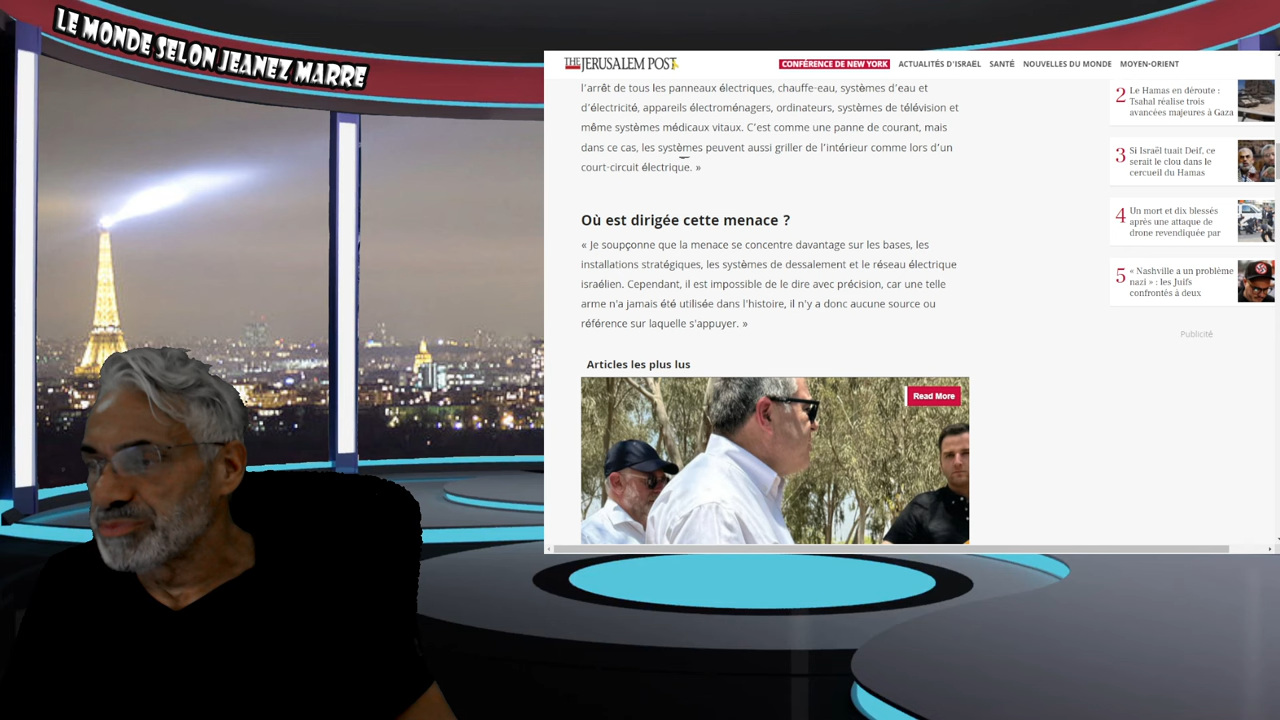 LE MONDE SELON JEANEZ MARRE
THE JERUSALEM POST
CONFÉRENCE DE NEW YORK
ACTUALITÉS D'ISRAËL
SANTÉ
NOUVELLES DU MONDE
MOYEN-ORIENT
l'arrêt de tous les panneaux électriques, chauffe-eau, systèmes d'eau et
d'électricité, appareils électroménagers, ordinateurs, systèmes de télévision et
même systèmes médicaux vitaux. C'est comme une panne de courant, mais
dans ce cas, les systèmes peuvent aussi griller de l'intérieur comme lors d'un
court-circuit électrique. »
Où est dirigée cette menace ?
« Je soupçonne que la menace se concentre davantage sur les bases, les
installations stratégiques, les systèmes de dessalement et le réseau électrique
israélien. Cependant, il est impossible de le dire avec précision, car une telle
arme n'a jamais été utilisée dans l'histoire, il n'y a donc aucune source ou
référence sur laquelle s'appuyer. »
Articles les plus lus
Read More
2 Le Hamas en déroute :
Tsahal réalise trois
avancées majeures à Gaza
3 Si Israël tuait Deif, ce
serait le clou dans le
cercueil du Hamas
4 Un mort et dix blessés
après une attaque de
drone revendiquée par
5 « Nashville a un problème
nazi » : les Juifs
confrontés à deux
Publicité